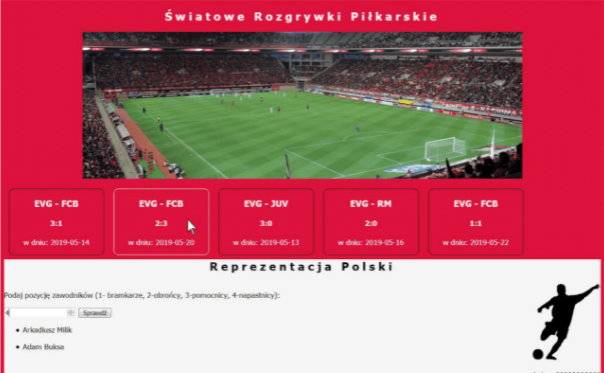 Światowe Rozgrywki Piłkarskie
EVG - FCB
3:1
w dniu: 2019-05-14
EVG - FCB
2:3
w dniu: 2019-05-20
EVG - JUV
3:0
w dniu: 2019-05-13
EVG - RM
2:0
w dniu: 2019-05-16
EVG - FCB
1:1
w dniu: 2019-05-22
Reprezentacja Polski
Podaj pozycję zawodników (1- bramkarze, 2-obrońcy, 3-pomocnicy, 4-napastnicy):
Sprawdź
Arkadiusz Milik
Adam Buksa